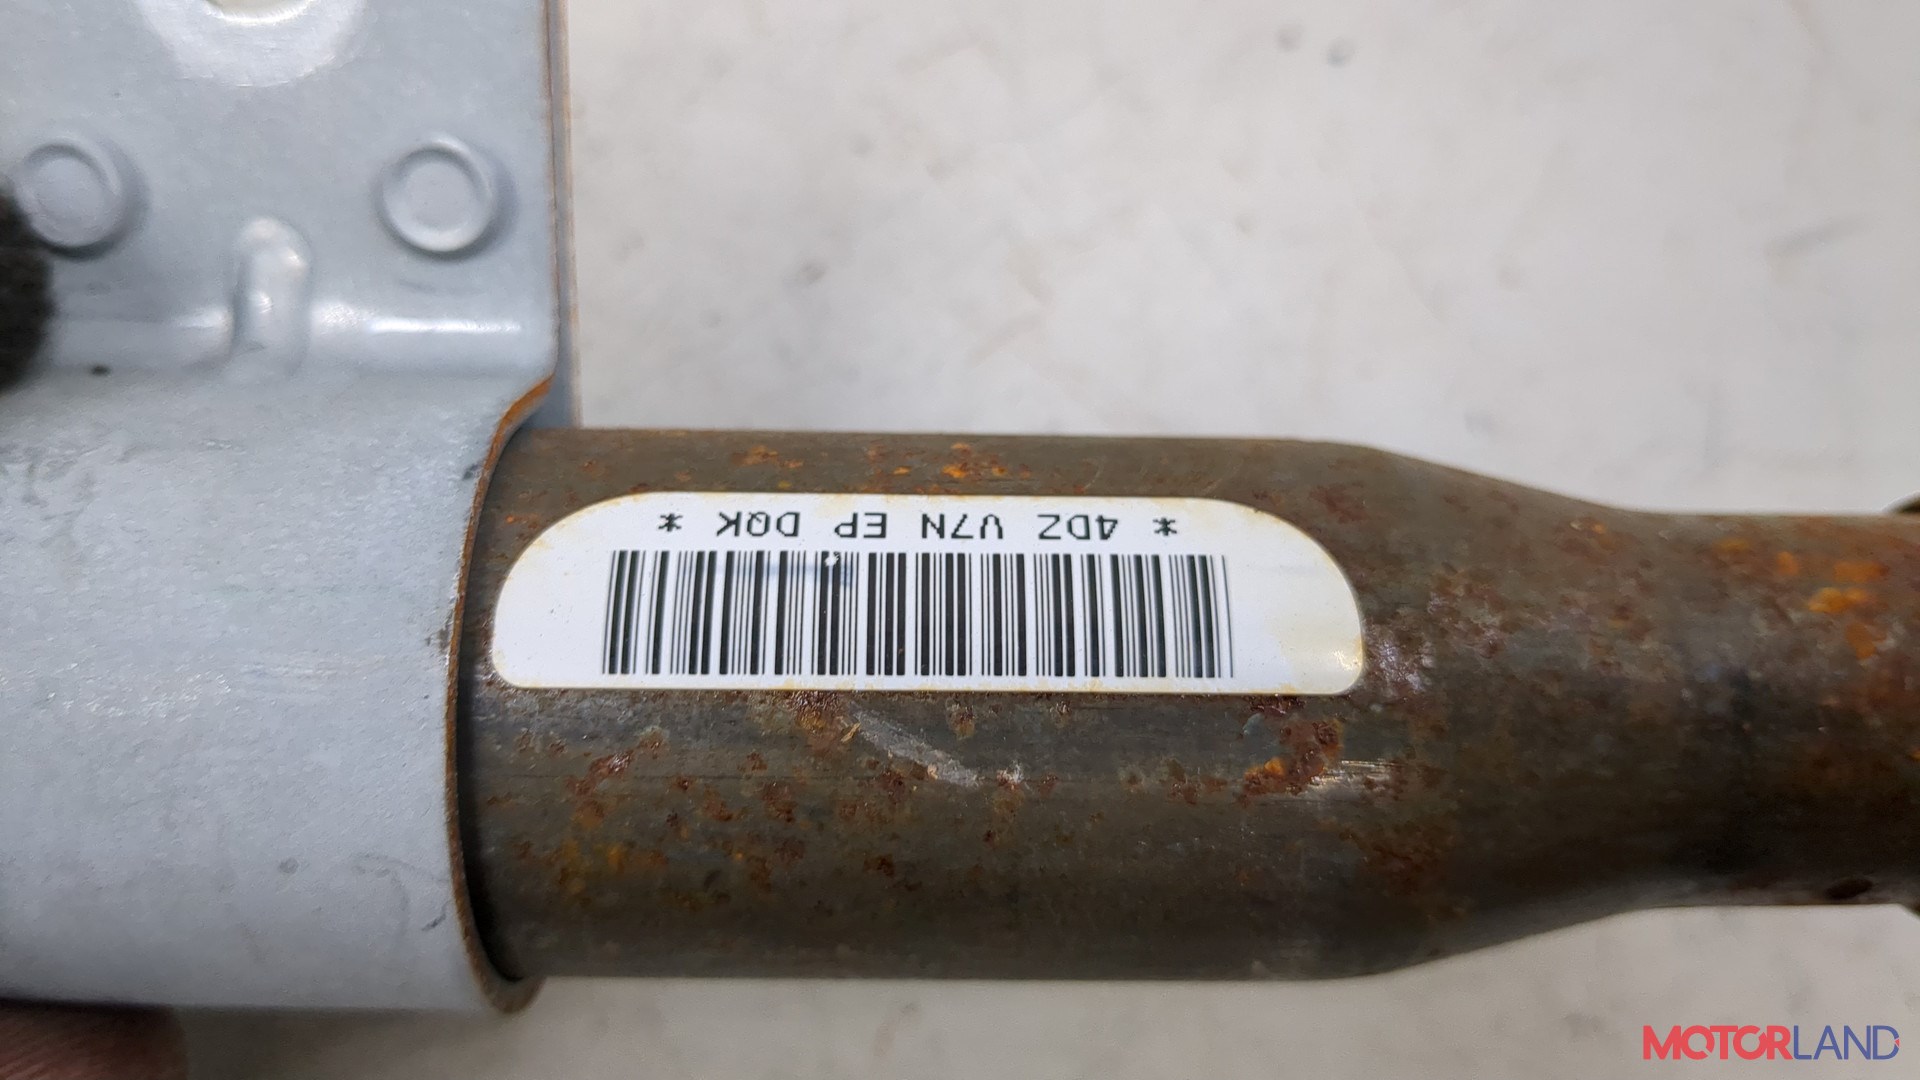 * 4DZ V7N EP DQK *
MOTORLAND